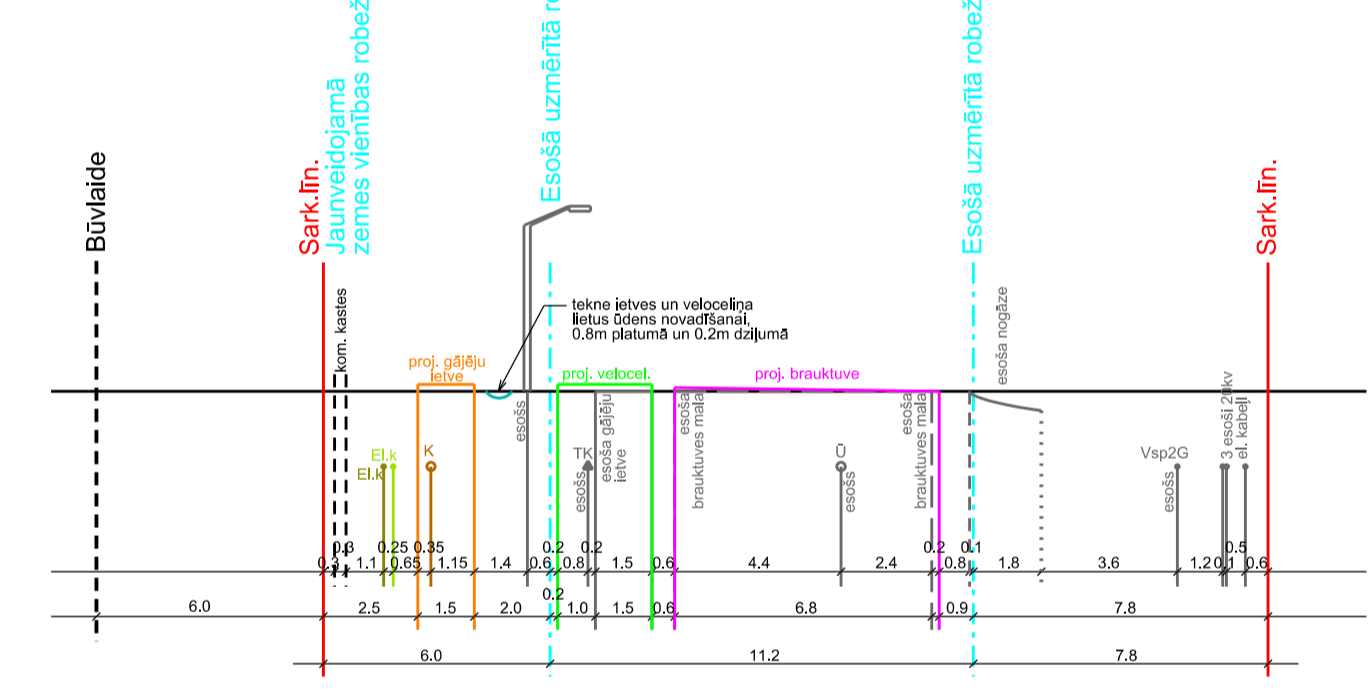 Būvlaide
Sark.līn.
Jaunveidojamā
zemes vienības robež
Esošā uzmērītā ro
Esošā uzmērītā robež
Sark.līn.
kom. kastes
tekne ietves un veloceliņa
lietus ūdens novadīšanai,
0.8m platumā un 0.2m dziļumā
esoša nogāze
proj. gājēju
ietve
proj. velocel.
proj. brauktuve
esošs
esoša gājēju
ietve
esoša
brauktuves mala
esoša
brauktuves mala
3 esoši 20kv
el. kabeļi
El.k
El.k
K
TK
esošs
Ū
esošs
Vsp2G
esošs
0.3 0.25 0.35 0.2 0.2 0.2 0.1 0.5
0.3 1.1 0.65 1.15 1.4 0.6 0.8 1.5 0.6 4.4 2.4 0.8 1.8 3.6 1.2 0.1 0.6
0.2
6.0 2.5 1.5 2.0 1.0 1.5 0.6 6.8 0.9 7.8
6.0 11.2 7.8